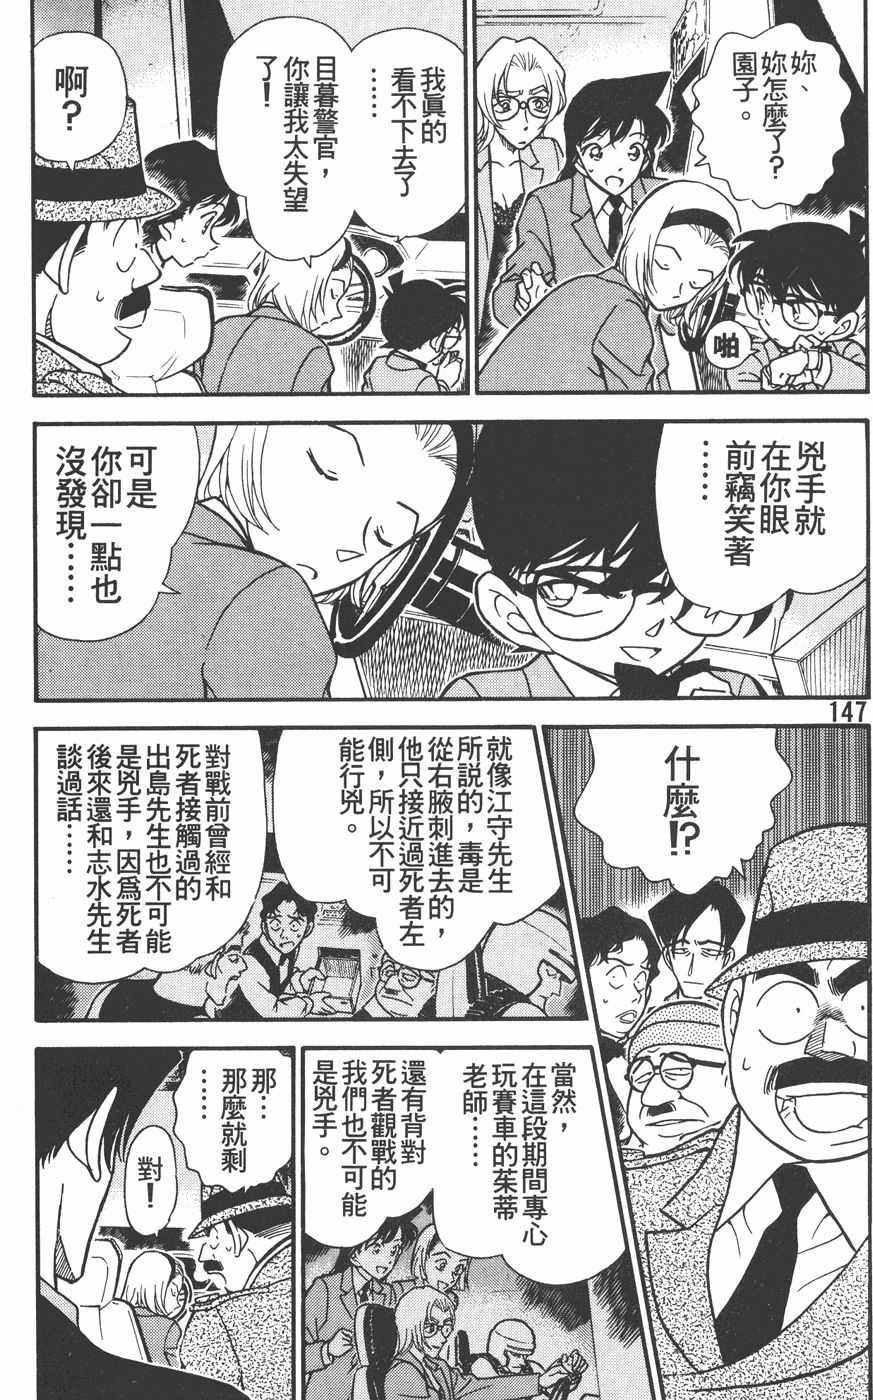 妳、
妳怎麼了？
園子。
啪
我真的
看不下去了
……
目暮警官，
你讓我太失望
了！
啊？
兇手就
在你眼
前竊笑著
……
可是
你卻一點也
沒發現……
147
什麼！？
就像江守先生
所說的，毒是
從右腋刺進去的，
他只接近過死者左
側，所以不可
能行兇。
對戰前曾經和
死者接觸過的
出島先生也不可能
是兇手，因為死者
後來還和志水先生
談過話……
當然，
在這段期間專心
玩賽車的茱蒂
老師……
還有背對
死者觀戰的
我們也不可能
是兇手。
那…
那麼就剩
……
對！